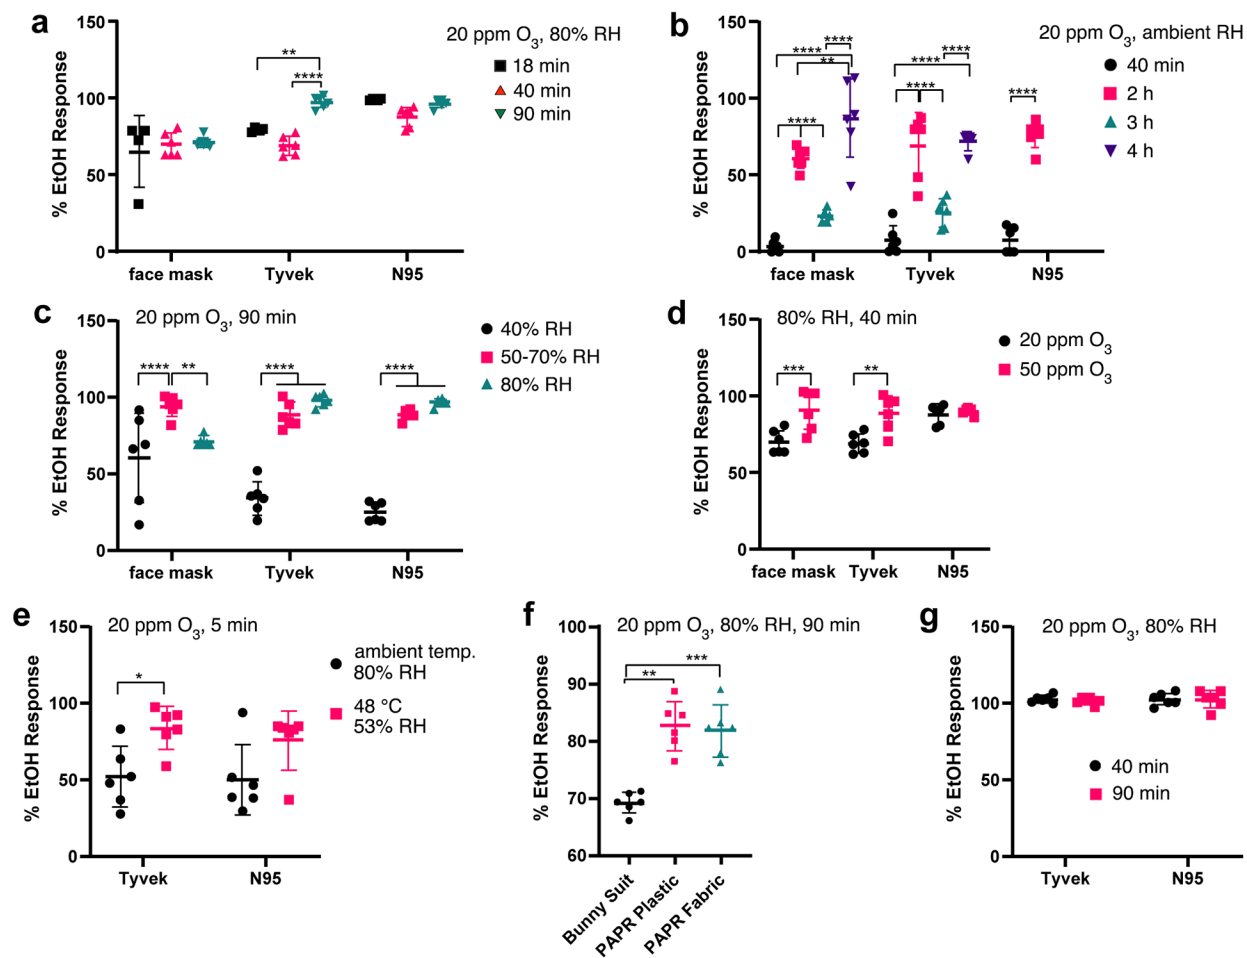 a
20 ppm O3, 80% RH
18 min
40 min
90 min
% EtOH Response
150
100
50
0
**
****
face mask
Tyvek
N95
b
20 ppm O3, ambient RH
40 min
2 h
3 h
4 h
% EtOH Response
150
100
50
0
****
****
**
****
****
****
****
****
****
face mask
Tyvek
N95
c
20 ppm O3, 90 min
40% RH
50-70% RH
80% RH
% EtOH Response
150
100
50
0
****
**
****
****
face mask
Tyvek
N95
d
80% RH, 40 min
20 ppm O3
50 ppm O3
% EtOH Response
150
100
50
0
***
**
face mask
Tyvek
N95
e
20 ppm O3, 5 min
ambient temp.
80% RH
48 °C
53% RH
% EtOH Response
150
100
50
0
*
Tyvek
N95
f
20 ppm O3, 80% RH, 90 min
% EtOH Response
100
90
80
70
60
***
**
Bunny Suit
PAPR Plastic
PAPR Fabric
g
20 ppm O3, 80% RH
40 min
90 min
% EtOH Response
150
100
50
0
Tyvek
N95